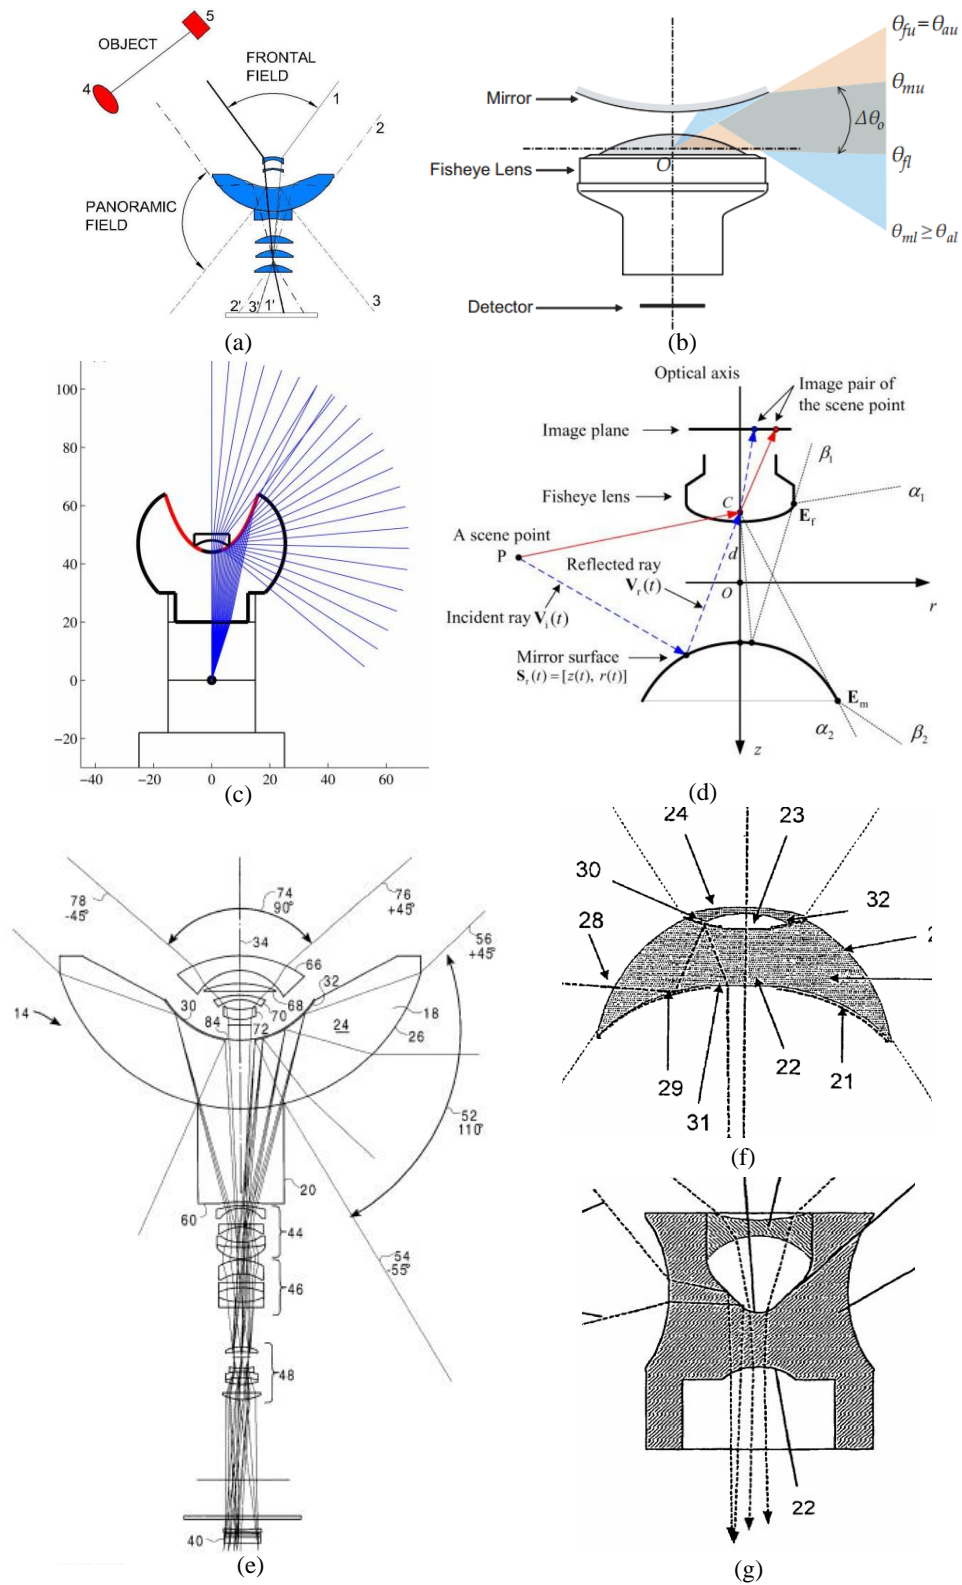 5
OBJECT
4
FRONTAL
FIELD
1
2
PANORAMIC
FIELD
2' 3' 1'
3
(a)
θfu = θau
Mirror
θmu
Δθo
Fisheye Lens
O
θfl
θml ≥ θal
Detector
(b)
100
80
60
40
20
0
−20
−40 −20 0 20 40 60
(c)
Optical axis
Image pair of
the scene point
Image plane
β1
Fisheye lens
C
α1
Ef
A scene point
P
d
Reflected ray
Vr(t)
O
r
Incident ray Vi(t)
Mirror surface
Sr(t) = [z(t), r(t)]
Em
α2
β2
z
(d)
74
90°
78
-45°
76
+45°
34
56
+45°
66
32
68
30
70
18
14
84
72
24
26
52
110°
20
60
44
54
-55°
46
48
40
(e)
24
23
30
32
28
2
29
22
21
31
(f)
22
(g)